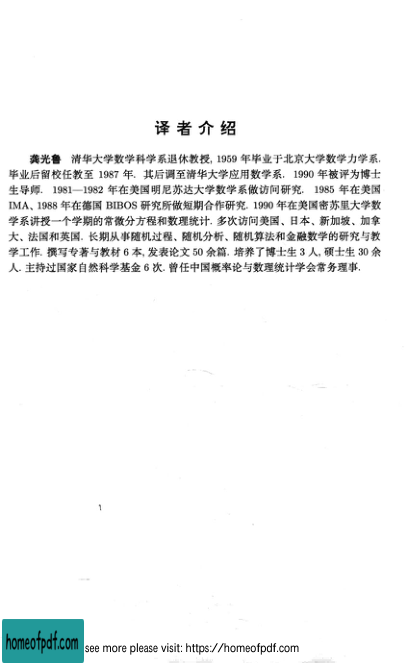 译者介绍
龚光鲁 清华大学数学科学系退休教授, 1959 年毕业于北京大学数学力学系.
毕业后留校任教至 1987 年. 其后调至清华大学应用数学系. 1990 年被评为博士
生导师. 1981—1982 年在美国明尼苏达大学数学系做访问研究. 1985 年在美国
IMA、1988 年在德国 BIBOS 研究所做短期合作研究. 1990 年在美国密苏里大学数
学系讲授一个学期的常微分方程和数理统计. 多次访问美国、日本、新加坡、加拿
大、法国和英国. 长期从事随机过程、随机分析、随机算法和金融数学的研究与教
学工作. 撰写专著与教材 6 本, 发表论文 50 余篇. 培养了博士生 3 人, 硕士生 30 余
人. 主持过国家自然科学基金 6 次. 曾任中国概率论与数理统计学会常务理事.
homeofpdf.com
see more please visit: https://homeofpdf.com